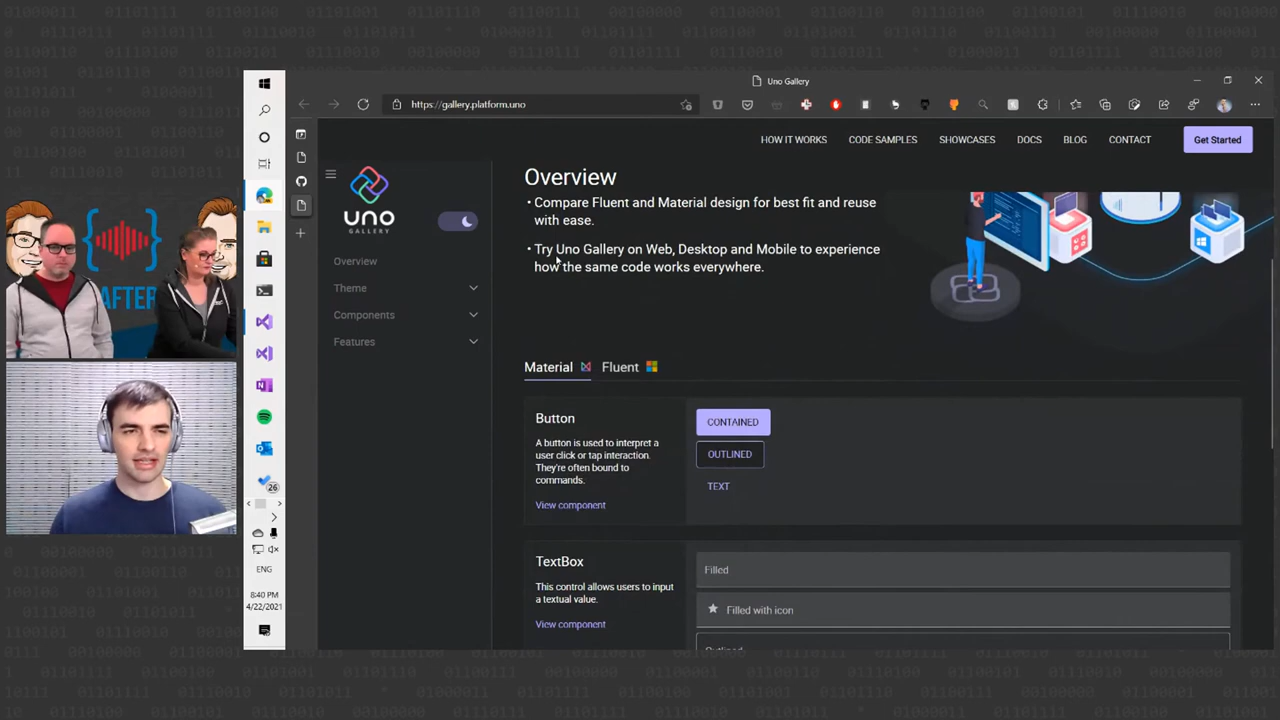 Uno Gallery
https://gallery.platform.uno
HOW IT WORKS
CODE SAMPLES
SHOWCASES
DOCS
BLOG
CONTACT
Get Started
UNO
GALLERY
Overview
Theme
Components
Features
Overview
• Compare Fluent and Material design for best fit and reuse
with ease.
• Try Uno Gallery on Web, Desktop and Mobile to experience
how the same code works everywhere.
Material
Fluent
Button
A button is used to interpret a
user click or tap interaction.
They're often bound to
commands.
View component
CONTAINED
OUTLINED
TEXT
TextBox
This control allows users to input
a textual value.
View component
Filled
Filled with icon
Outlined
AFTER
26
ENG
8:40 PM
4/22/2021